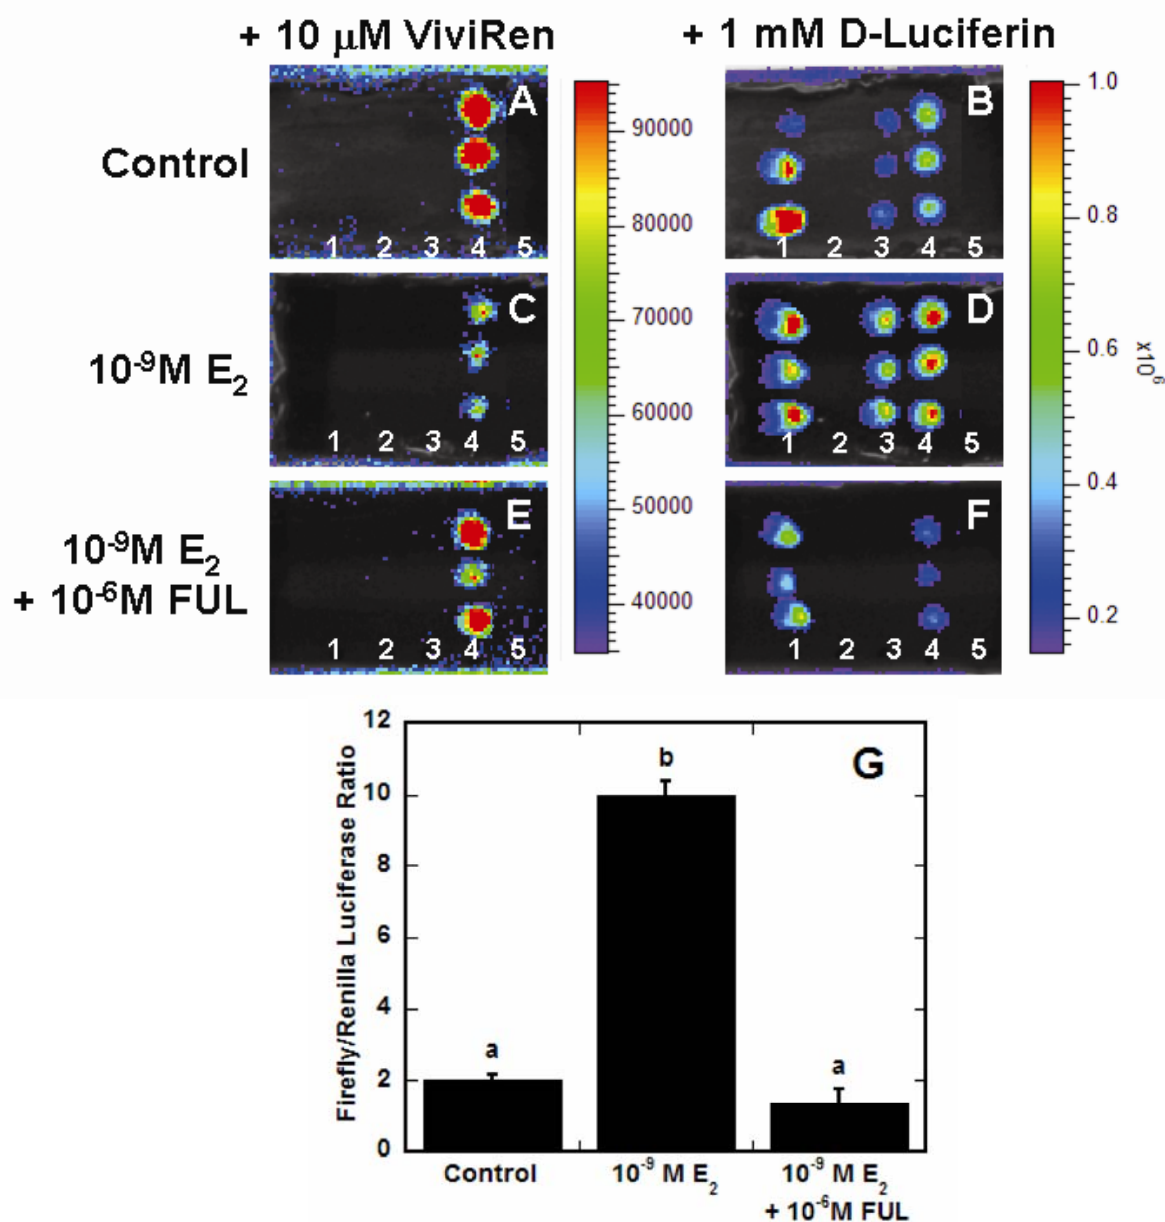 + 10 μM ViviRen
+ 1 mM D-Luciferin
Control
A
1 2 3 4 5
90000
80000
70000
60000
50000
40000
B
1 2 3 4 5
1.0
0.8
0.6
0.4
0.2
x10⁶
10⁻⁹M E₂
C
1 2 3 4 5
D
1 2 3 4 5
10⁻⁹M E₂
+ 10⁻⁶M FUL
E
1 2 3 4 5
F
1 2 3 4 5
G
Firefly/Renilla Luciferase Ratio
12
10
8
6
4
2
0
a
b
a
Control
10⁻⁹ M E₂
10⁻⁹ M E₂
+ 10⁻⁶M FUL